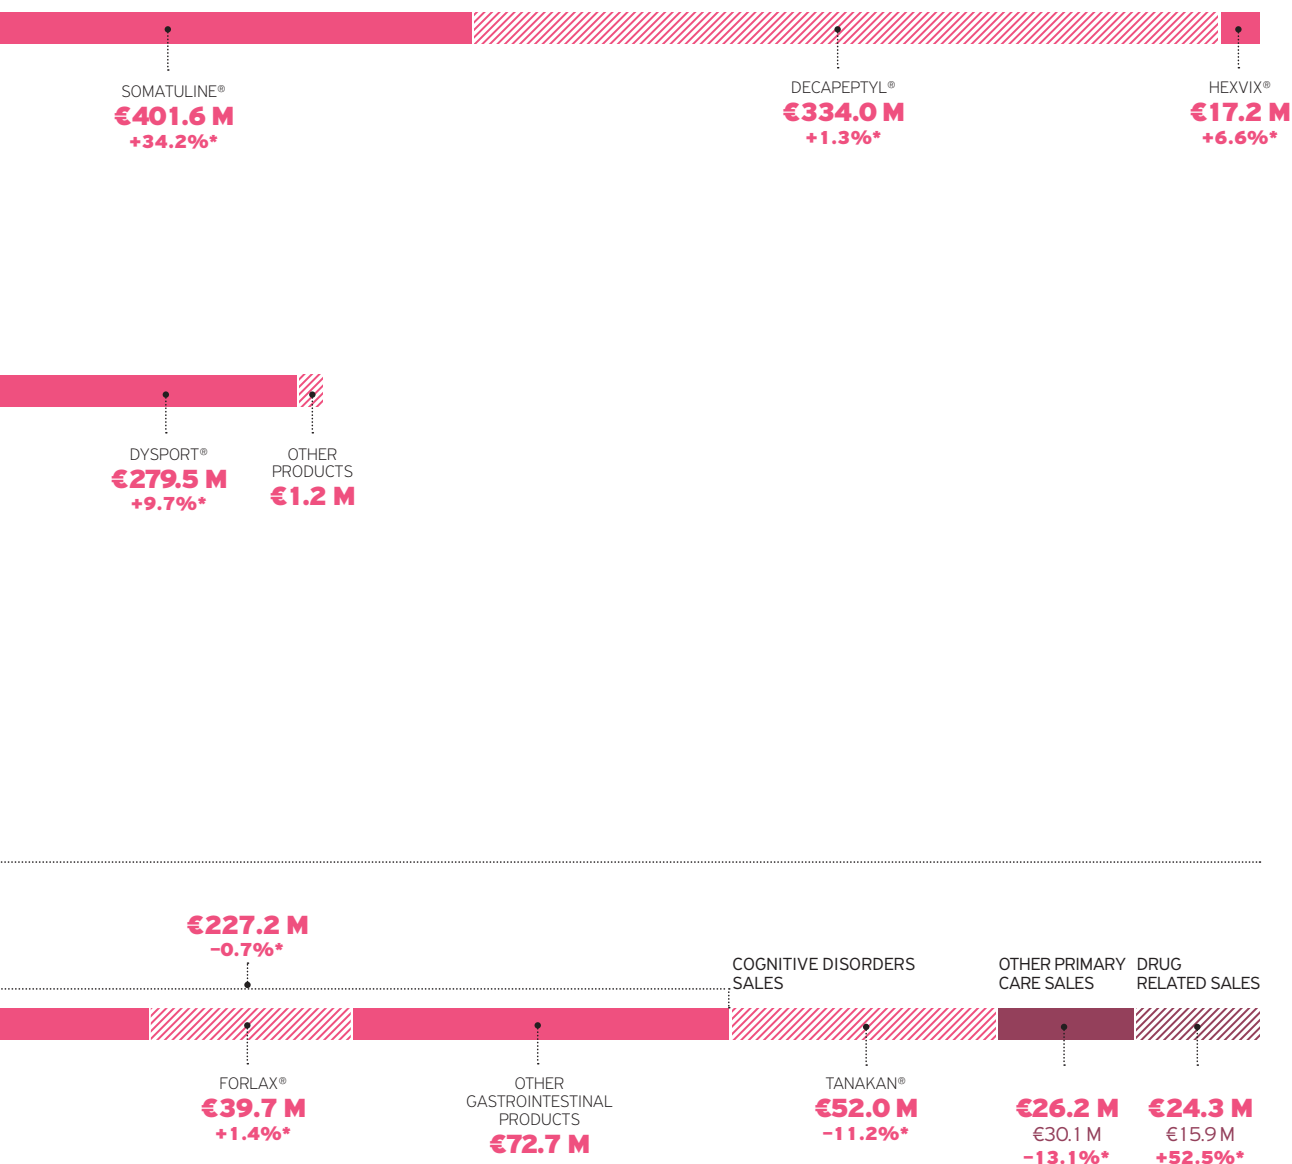 SOMATULINE®
€401.6 M
+34.2%*
DECAPEPTYL®
€334.0 M
+1.3%*
HEXVIX®
€17.2 M
+6.6%*
DYSPORT®
€279.5 M
+9.7%*
OTHER
PRODUCTS
€1.2 M
€227.2 M
–0.7%*
COGNITIVE DISORDERS
SALES
OTHER PRIMARY
CARE SALES
DRUG
RELATED SALES
FORLAX®
€39.7 M
+1.4%*
OTHER
GASTROINTESTINAL
PRODUCTS
€72.7 M
TANAKAN®
€52.0 M
–11.2%*
€26.2 M
€30.1 M
–13.1%*
€24.3 M
€15.9 M
+52.5%*